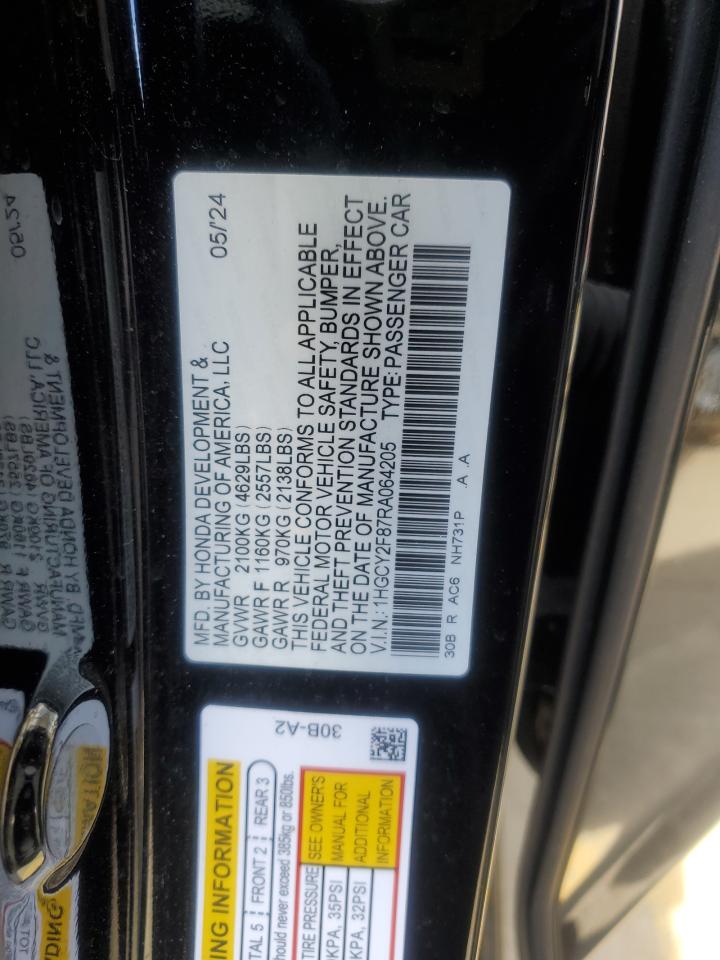 MFD. BY HONDA DEVELOPMENT &
MANUFACTURING OF AMERICA, LLC 05/'24
GVWR 2100KG (4629LBS)
GAWR F 1160KG (2557LBS)
GAWR R 970KG (2138LBS)
THIS VEHICLE CONFORMS TO ALL APPLICABLE
FEDERAL MOTOR VEHICLE SAFETY, BUMPER,
AND THEFT PREVENTION STANDARDS IN EFFECT
ON THE DATE OF MANUFACTURE SHOWN ABOVE.
V.I.N.: 1HGCY2F87RA064205 TYPE: PASSENGER CAR
30B R AC6 NH731P .A .A
30B-A2
INFORMATION
5 FRONT 2 REAR 3
should never exceed 385kg or 850lbs.
TIRE PRESSURE SEE OWNER'S
KPA, 35PSI MANUAL FOR
KPA, 32PSI ADDITIONAL
INFORMATION